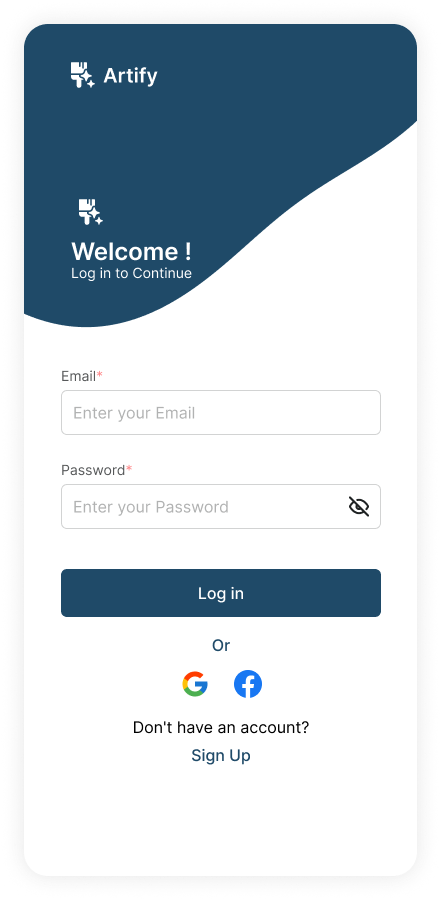 Artify
Welcome !
Log in to Continue
Email*
Enter your Email
Password*
Enter your Password
Log in
Or
Don't have an account?
Sign Up